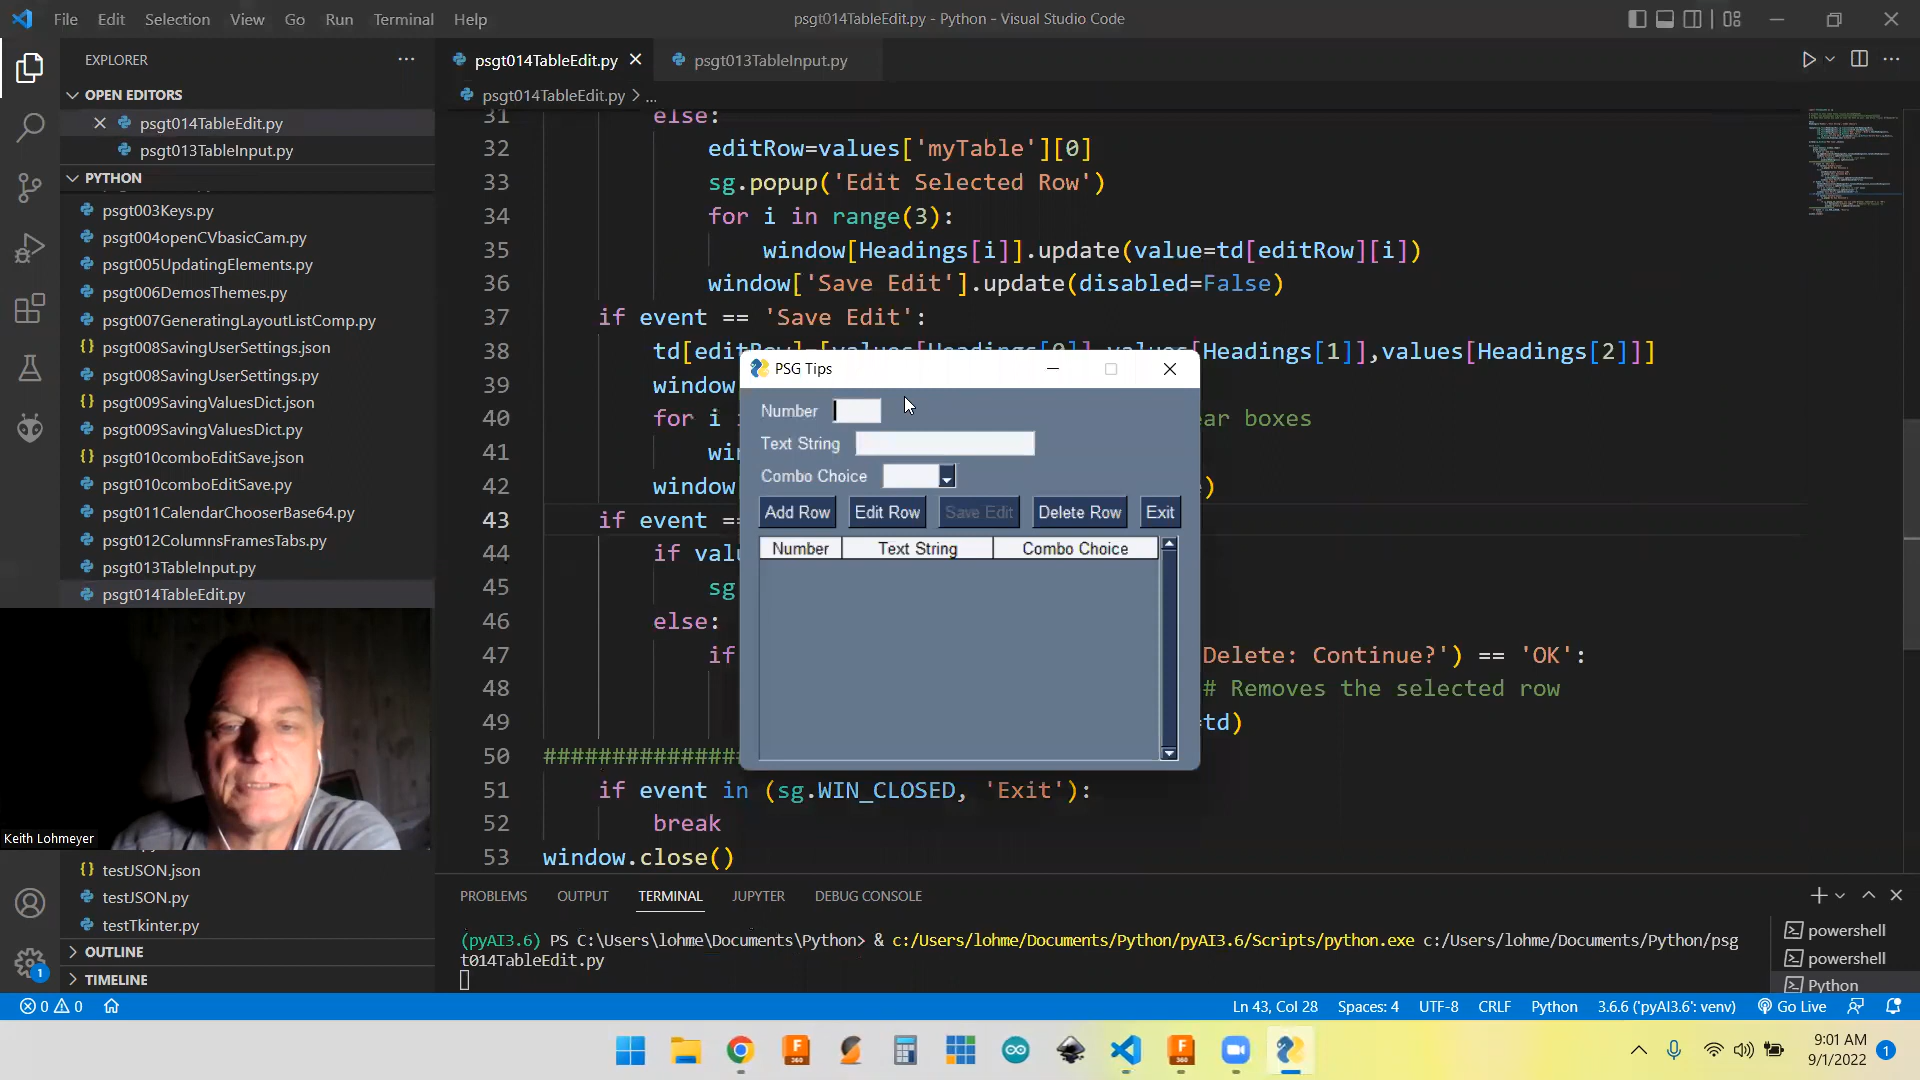 File Edit Selection View Go Run Terminal Help
psgt014TableEdit.py - Python - Visual Studio Code
EXPLORER
OPEN EDITORS
psgt014TableEdit.py
psgt013TableInput.py
PYTHON
psgt003Keys.py
psgt004openCVbasicCam.py
psgt005UpdatingElements.py
psgt006DemosThemes.py
psgt007GeneratingLayoutListComp.py
psgt008SavingUserSettings.json
psgt008SavingUserSettings.py
psgt009SavingValuesDict.json
psgt009SavingValuesDict.py
psgt010comboEditSave.json
psgt010comboEditSave.py
psgt011CalendarChooserBase64.py
psgt012ColumnsFramesTabs.py
psgt013TableInput.py
psgt014TableEdit.py
Keith Lohmeyer
testJSON.json
testJSON.py
testTkinter.py
OUTLINE
TIMELINE
psgt014TableEdit.py
psgt013TableInput.py
psgt014TableEdit.py > ...
31 else:
32 editRow=values['myTable'][0]
33 sg.popup('Edit Selected Row')
34 for i in range(3):
35 window[Headings[i]].update(value=td[editRow][i])
36 window['Save Edit'].update(disabled=False)
37 if event == 'Save Edit':
38 td[editRow]=[values[Headings[0]],values[Headings[1]],values[Headings[2]]]
39 window
40 for i ear boxes
41 win
42 window )
43 if event ==
44 if valu
45 sg
46 else:
47 if Delete: Continue?') == 'OK':
48 # Removes the selected row
49 =td)
50 ##############
51 if event in (sg.WIN_CLOSED, 'Exit'):
52 break
53 window.close()
PSG Tips
Number
Text String
Combo Choice
Add Row Edit Row Save Edit Delete Row Exit
Number Text String Combo Choice
PROBLEMS OUTPUT TERMINAL JUPYTER DEBUG CONSOLE
(pyAI3.6) PS C:\Users\lohme\Documents\Python> & c:/Users/lohme/Documents/Python/pyAI3.6/Scripts/python.exe c:/Users/lohme/Documents/Python/psg
t014TableEdit.py
powershell
powershell
Python
1
0 0
Ln 43, Col 28 Spaces: 4 UTF-8 CRLF Python 3.6.6 ('pyAI3.6': venv) Go Live
F 360
F 360
9:01 AM
9/1/2022
1